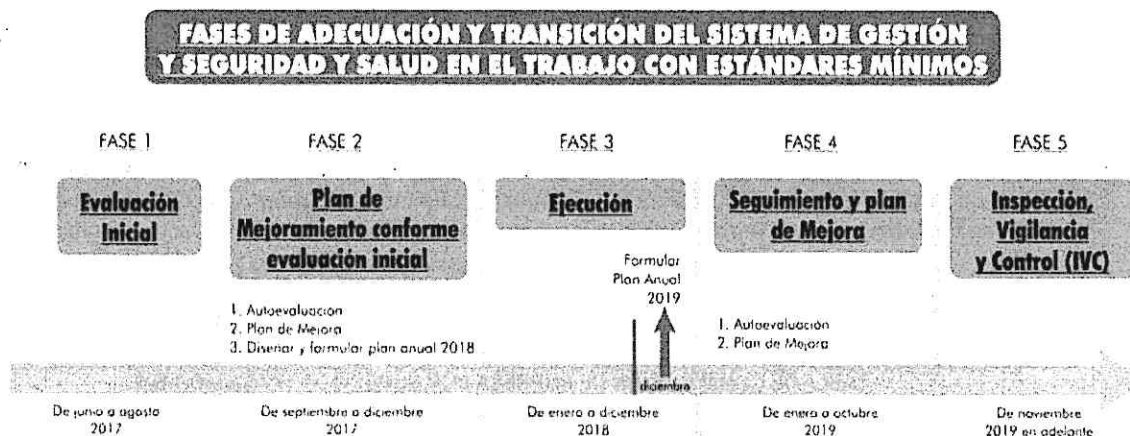 FASES DE ADECUACIÓN Y TRANSICIÓN DEL SISTEMA DE GESTIÓN
Y SEGURIDAD Y SALUD EN EL TRABAJO CON ESTÁNDARES MÍNIMOS
FASE 1
Evaluación
Inicial
De junio a agosto
2017
FASE 2
Plan de
Mejoramiento conforme
evaluación inicial
1. Autoevaluación
2. Plan de Mejora
3. Diseñar y formular plan anual 2018
De septiembre a diciembre
2017
FASE 3
Ejecución
Formular
Plan Anual
2019
diciembre
De enero a diciembre
2018
FASE 4
Seguimiento y plan
de Mejora
1. Autoevaluación
2. Plan de Mejora
De enero a octubre
2019
FASE 5
Inspección,
Vigilancia
y Control (IVC)
De noviembre
2019 en adelante